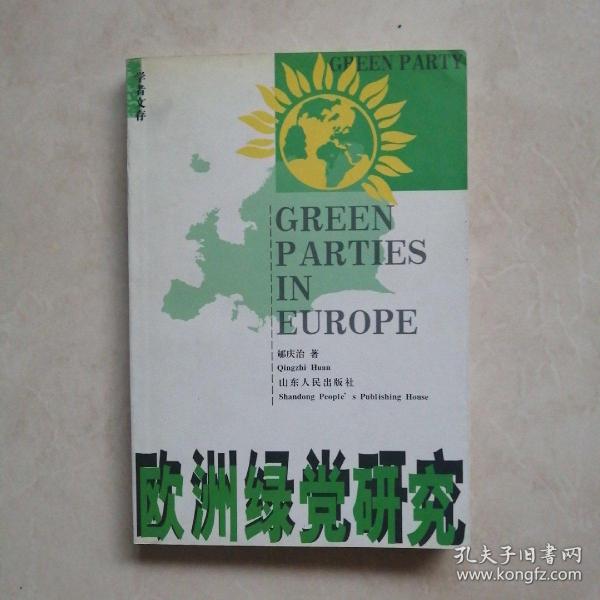 学者文存
GREEN PARTY
GREEN
PARTIES
IN
EUROPE
郇庆治 著
Qingzhi Huan
山东人民出版社
Shandong People's Publishing House
欧洲绿党研究
孔夫子旧书网
www.kongfz.com